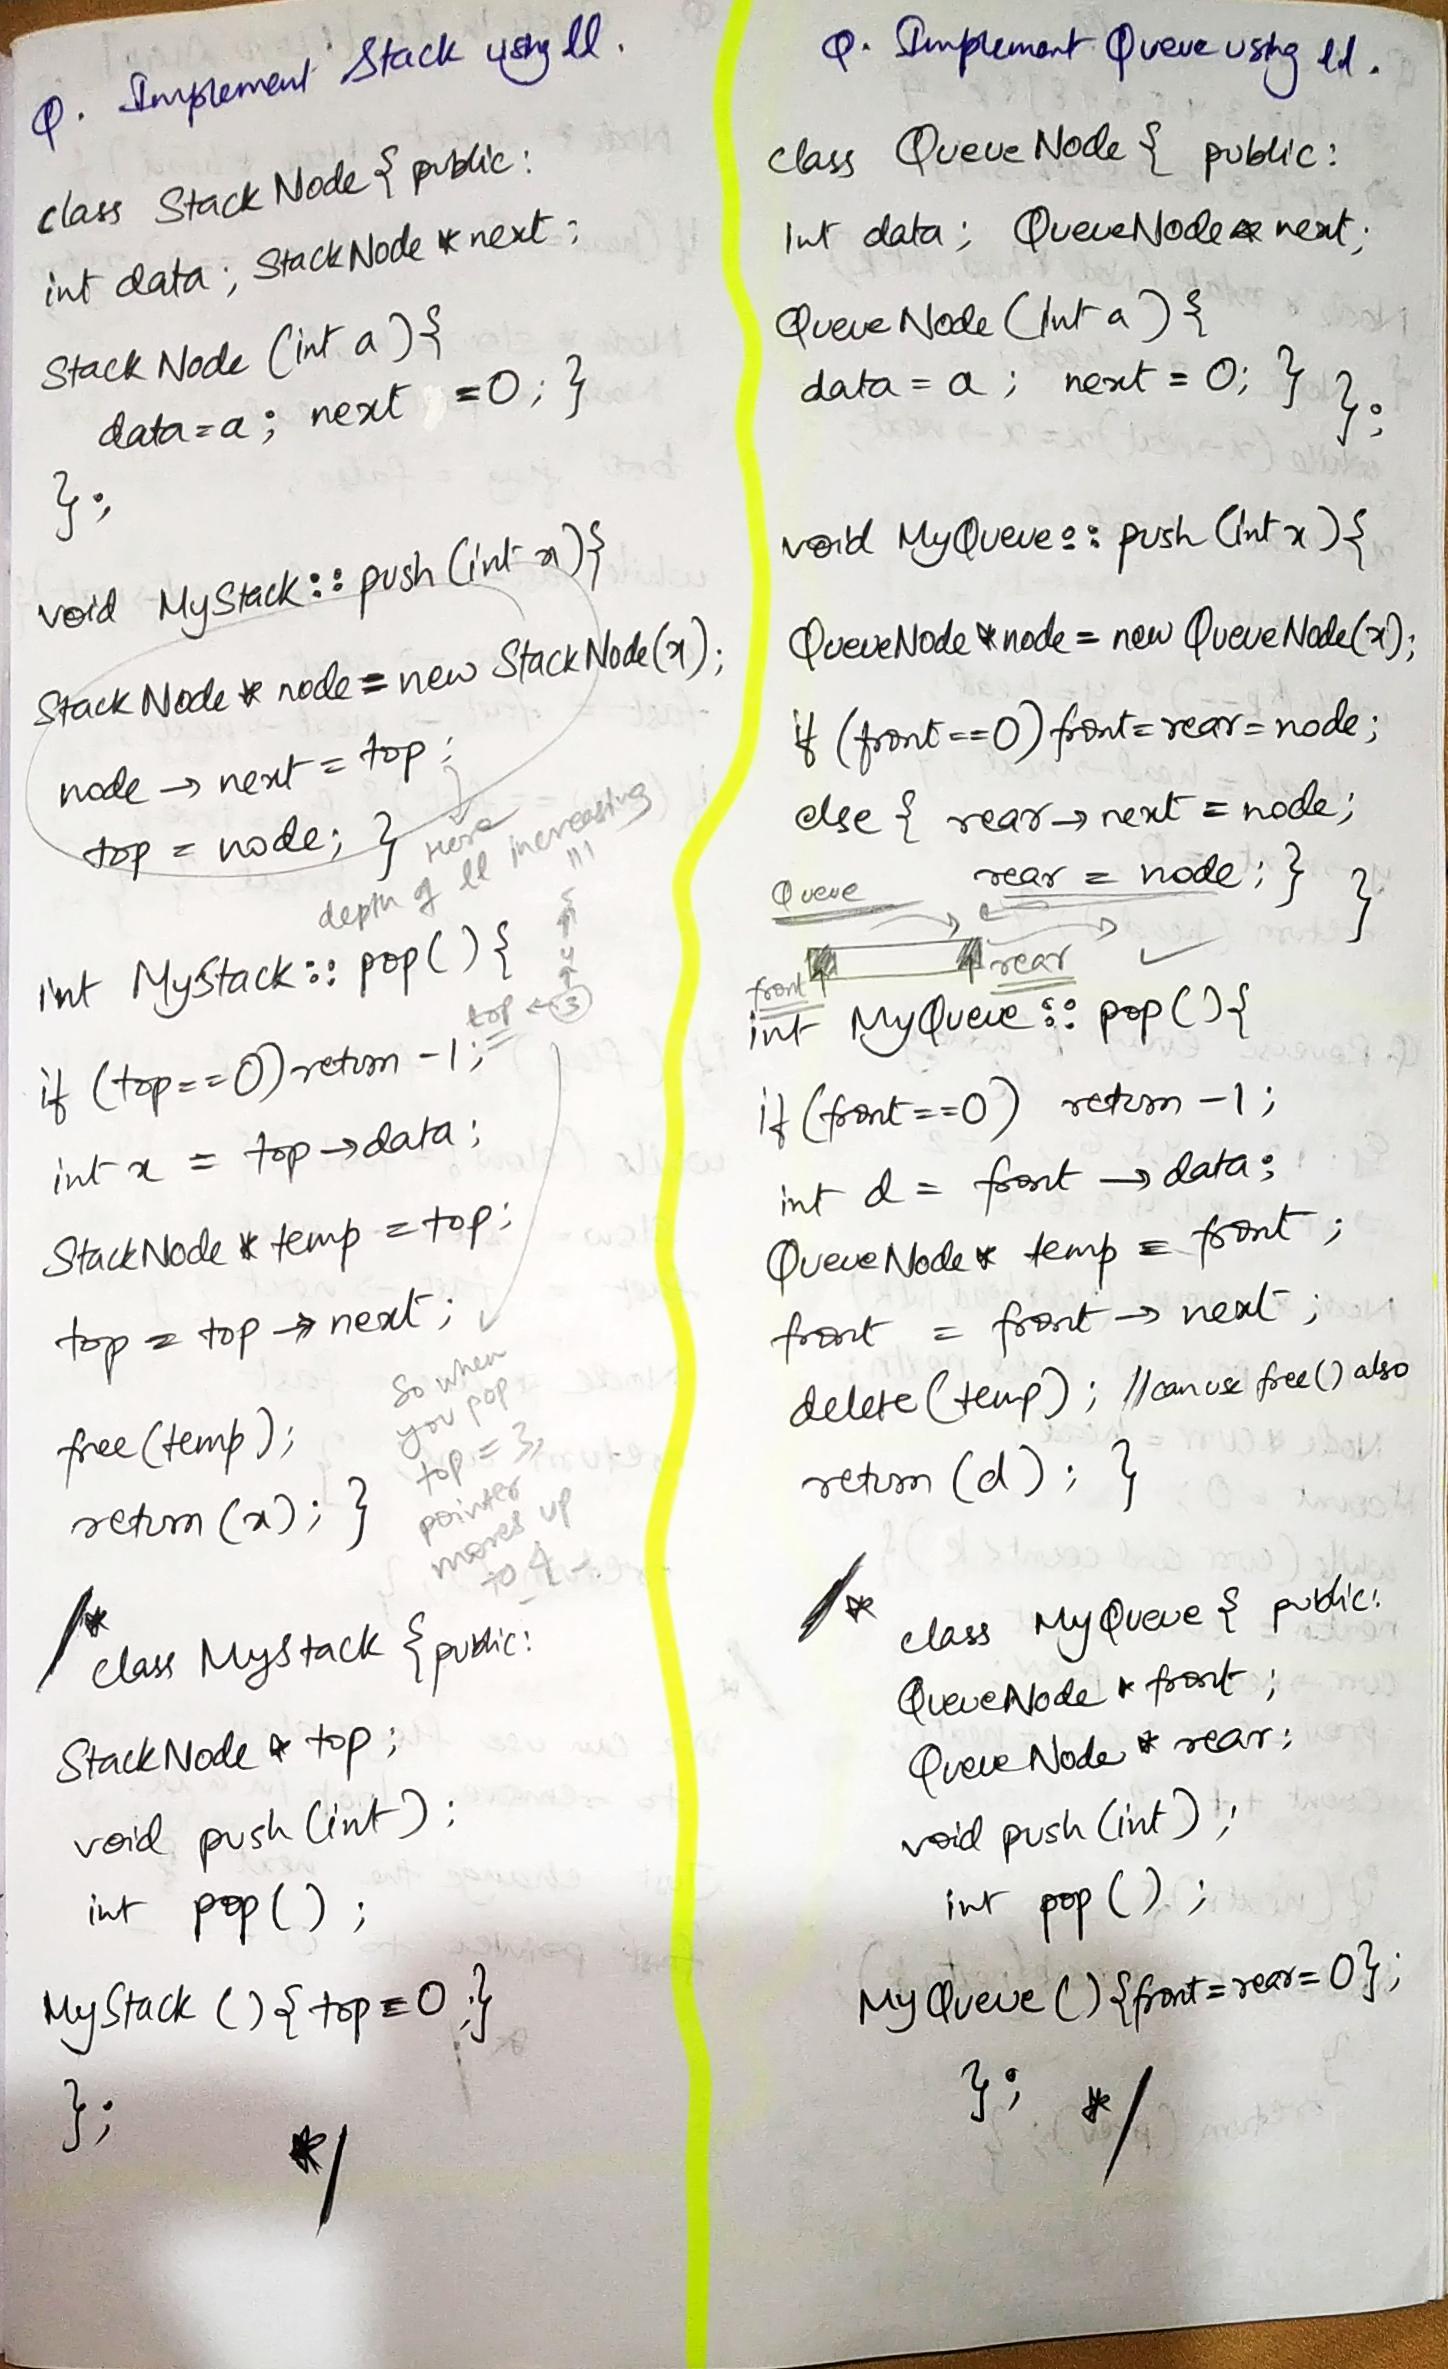 Q. Implement Stack using ll.
class StackNode { public:
int data; StackNode *next;
StackNode (int a) {
data=a; next =0; }
};
void MyStack :: push (int x) {
StackNode * node = new StackNode(x);
node → next = top;
top = node; }
Here
depth of ll increasing
int MyStack :: pop() {
5
↑
4
↑
top ← 3
if (top==0) return -1;
int x = top → data;
StackNode * temp = top;
top = top → next;
So when
you pop
top = 3,
pointer
moves up
to 4.
free(temp);
return (x); }
/*
class MyStack { public:
StackNode * top;
void push (int);
int pop();
MyStack () { top = 0; }
};
*/
Q. Implement Queue using ll.
class QueueNode { public:
int data; QueueNode * next;
QueueNode (int a) {
data = a; next = 0; } };
void MyQueue :: push (int x) {
QueueNode * node = new QueueNode(x);
if (front==0) front=rear=node;
else { rear → next = node;
rear = node; } }
Queue
front rear
int MyQueue :: pop() {
if (front==0) return -1;
int d = front → data;
QueueNode * temp = front;
front = front → next;
delete (temp); //can use free() also
return (d); }
/*
class MyQueue { public:
QueueNode * front;
QueueNode * rear;
void push (int);
int pop();
MyQueue () {front=rear=0};
};
*/